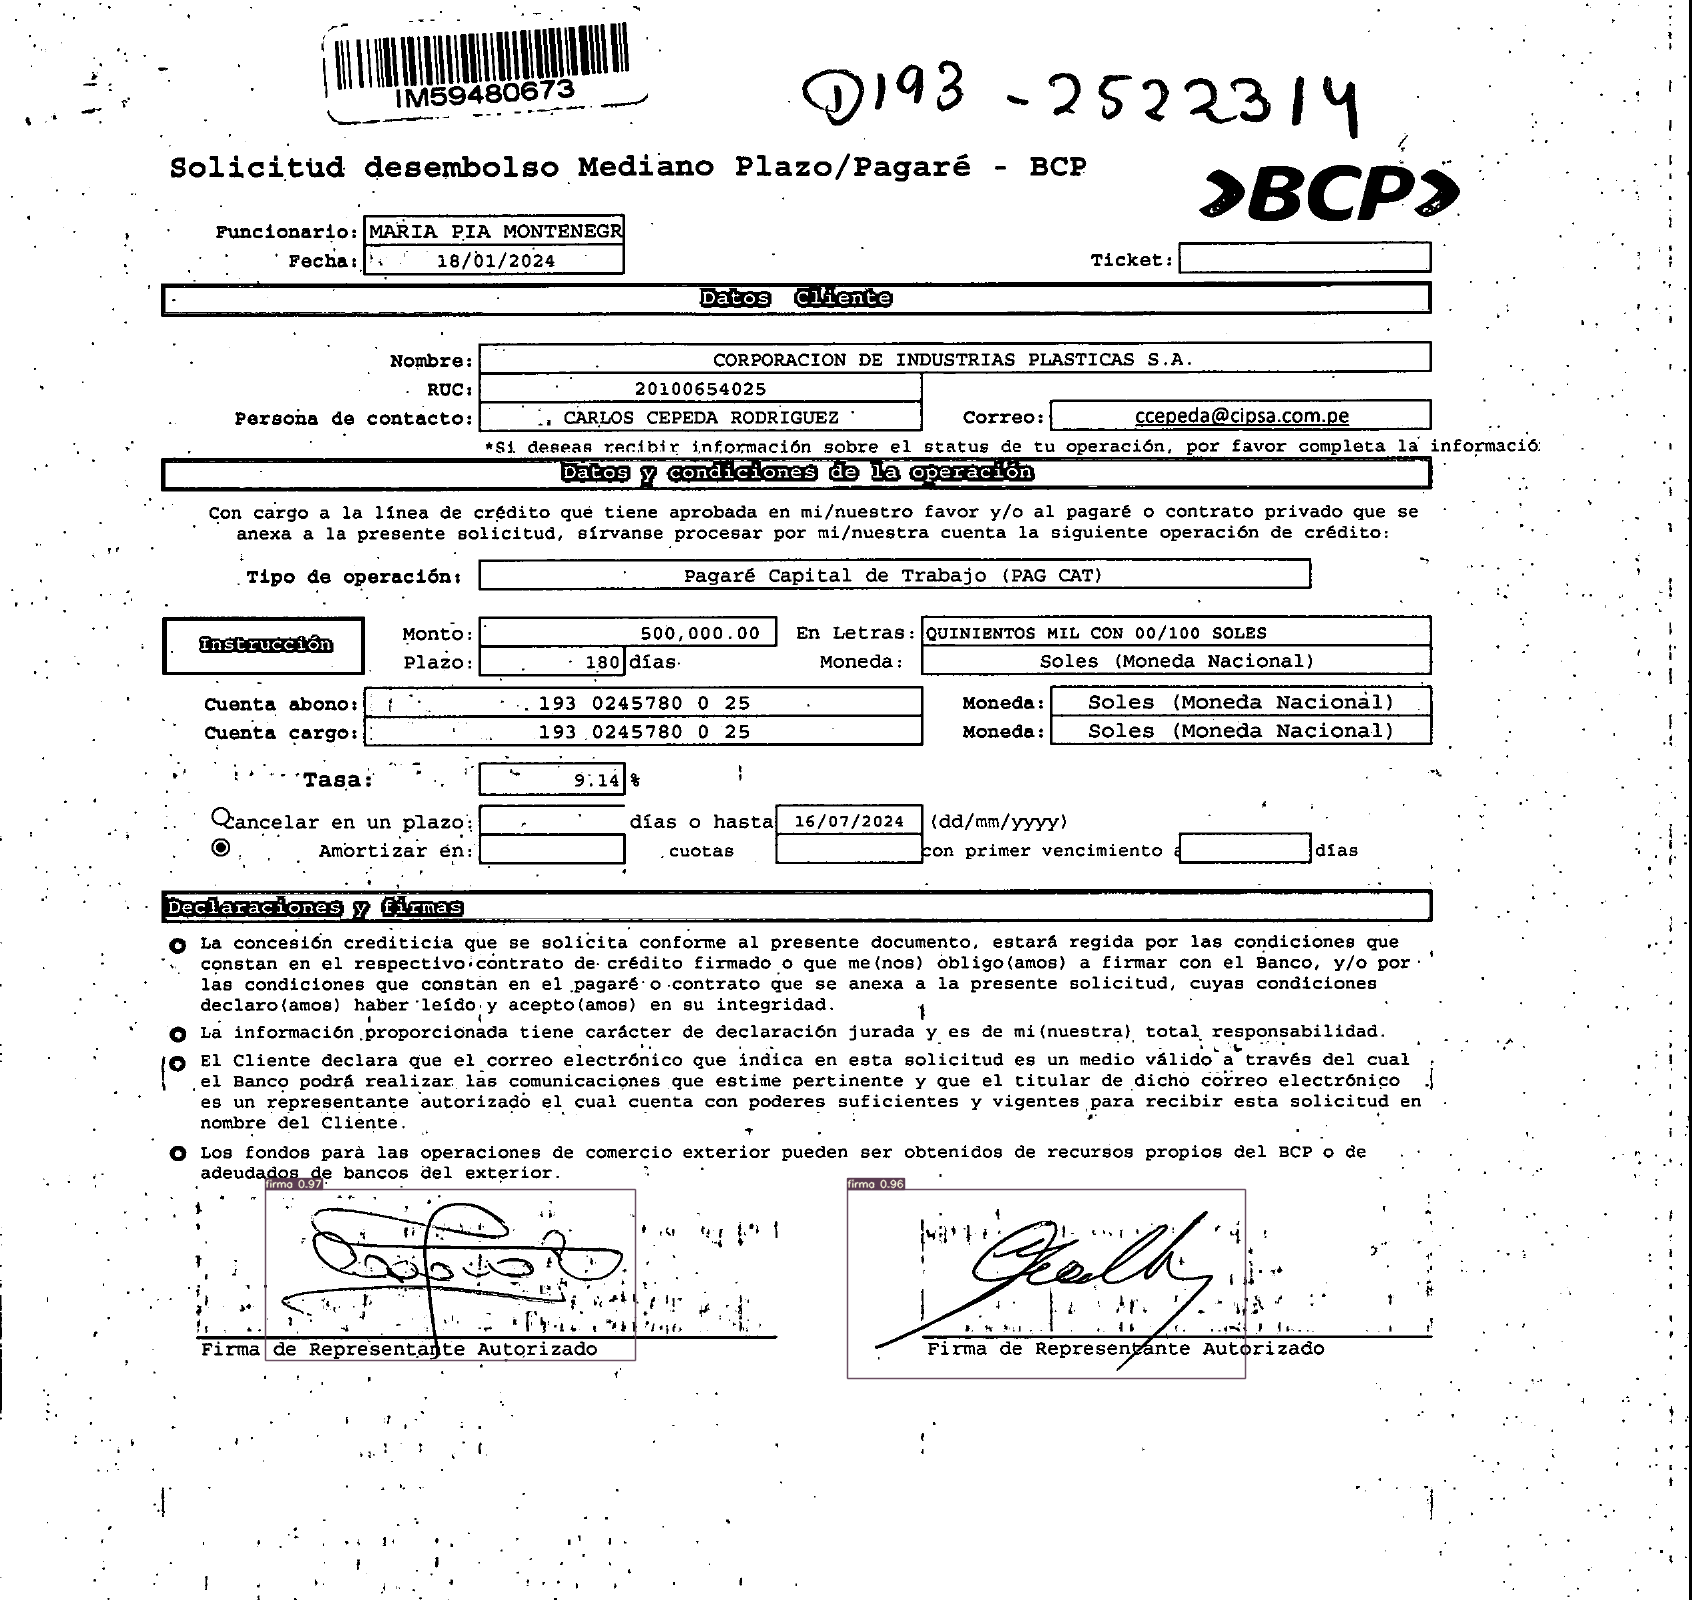 IM59480673
D193 - 2522314
Solicitud desembolso Mediano Plazo/Pagaré - BCP
BCP
Funcionario: MARIA PIA MONTENEGR
Fecha: 18/01/2024
Ticket:
Datos Cliente
Nombre: CORPORACION DE INDUSTRIAS PLASTICAS S.A.
RUC: 20100654025
Persona de contacto: CARLOS CEPEDA RODRIGUEZ Correo: ccepeda@cipsa.com.pe
*Si deseas recibir información sobre el status de tu operación, por favor completa la informació
Datos y condiciones de la operación
Con cargo a la línea de crédito que tiene aprobada en mi/nuestro favor y/o al pagaré o contrato privado que se
anexa a la presente solicitud, sírvanse procesar por mi/nuestra cuenta la siguiente operación de crédito:
Tipo de operación: Pagaré Capital de Trabajo (PAG CAT)
Instrucción
Monto: 500,000.00 En Letras: QUINIENTOS MIL CON 00/100 SOLES
Plazo: 180 días Moneda: Soles (Moneda Nacional)
Cuenta abono: 193 0245780 0 25 Moneda: Soles (Moneda Nacional)
Cuenta cargo: 193 0245780 0 25 Moneda: Soles (Moneda Nacional)
Tasa: 9.14 %
Cancelar en un plazo: días o hasta 16/07/2024 (dd/mm/yyyy)
Amortizar en: cuotas con primer vencimiento a días
Declaraciones y firmas
La concesión crediticia que se solicita conforme al presente documento, estará regida por las condiciones que
constan en el respectivo contrato de crédito firmado o que me(nos) obligo(amos) a firmar con el Banco, y/o por
las condiciones que constan en el pagaré o contrato que se anexa a la presente solicitud, cuyas condiciones
declaro(amos) haber leído y acepto(amos) en su integridad.
La información proporcionada tiene carácter de declaración jurada y es de mi(nuestra) total responsabilidad.
El Cliente declara que el correo electrónico que indica en esta solicitud es un medio válido a través del cual
el Banco podrá realizar las comunicaciones que estime pertinente y que el titular de dicho correo electrónico
es un representante autorizado el cual cuenta con poderes suficientes y vigentes para recibir esta solicitud en
nombre del Cliente.
Los fondos para las operaciones de comercio exterior pueden ser obtenidos de recursos propios del BCP o de
adeudados de bancos del exterior.
firma 0.97
firma 0.96
Firma de Representante Autorizado
Firma de Representante Autorizado